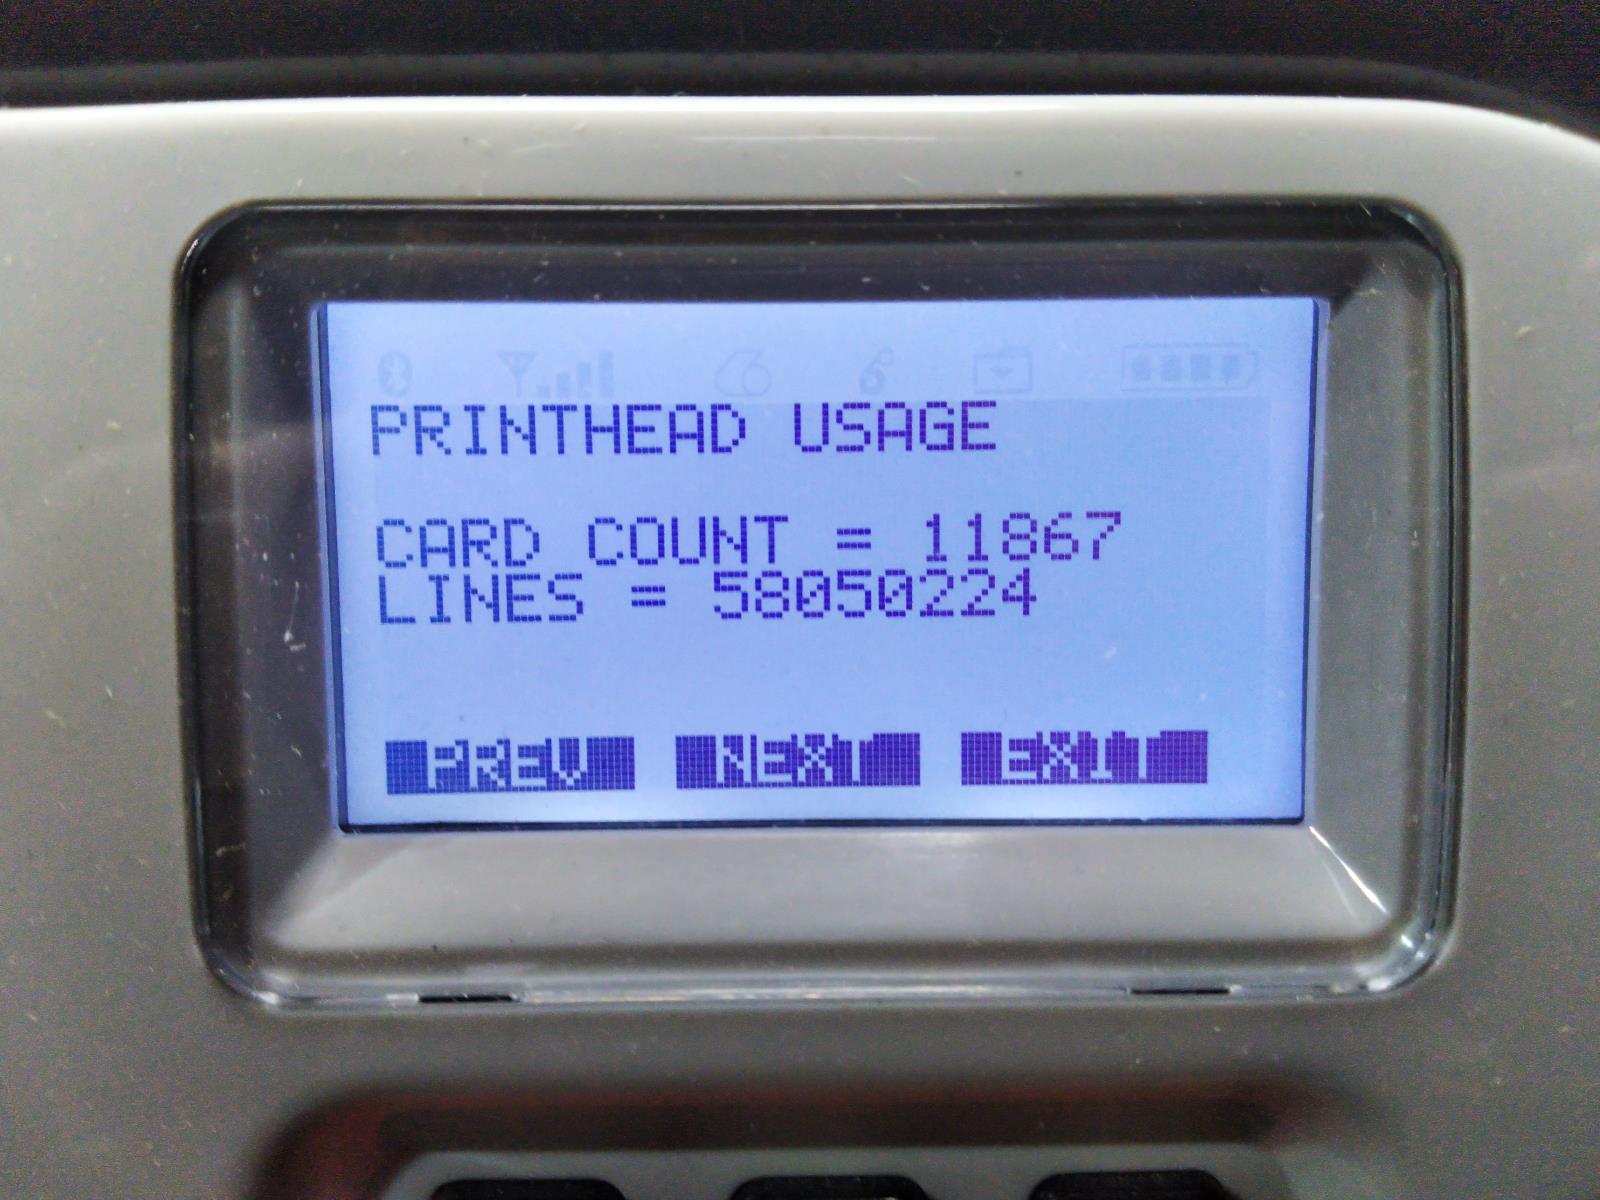 PRINTHEAD USAGE
CARD COUNT = 11867
LINES = 58050224
PREV NEXT EXIT